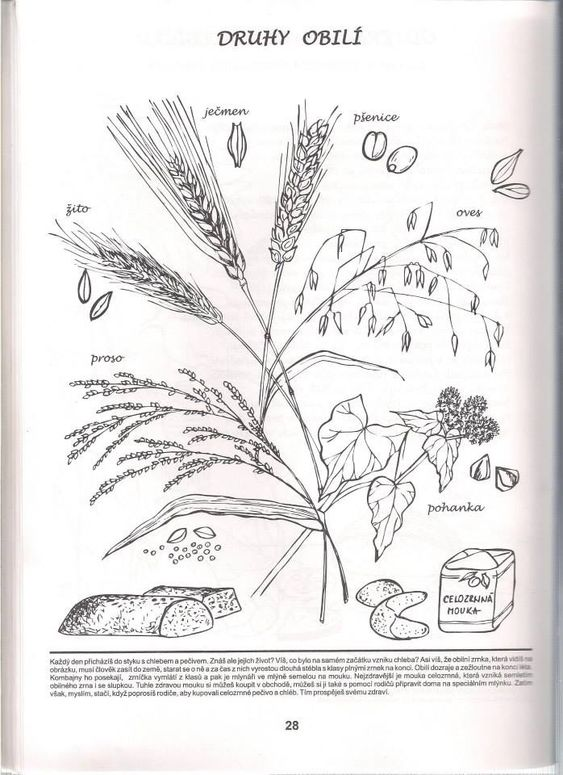 DRUHY OBILÍ
ječmen
pšenice
žito
oves
proso
pohanka
CELOZRNNÁ
MOUKA
Každý den přicházíš do styku s chlebem a pečivem. Znáš ale jejich život? Víš, co bylo na samém začátku vzniku chleba? Asi víš, že obilní zrnka, která vidíš na
obrázku, musí člověk zasít do země, starat se o ně a za čas z nich vyrostou dlouhá stébla s klasy plnými zrnek na konci. Obilí dozraje a zežloutne na konci léta.
Kombajny ho posekají, zrníčka vymlátí z klasů a pak je mlynáři ve mlýně semelou na mouku. Nejzdravější je mouka celozrnná, která vzniká semletím
obilného zrna i se slupkou. Tuhle zdravou mouku si můžeš koupit v obchodě, můžeš si ji také s pomocí rodičů připravit doma na speciálním mlýnku. Zatím
však, myslím, stačí, když poprosíš rodiče, aby kupovali celozrnné pečivo a chléb. Tím prospěješ svému zdraví.
28